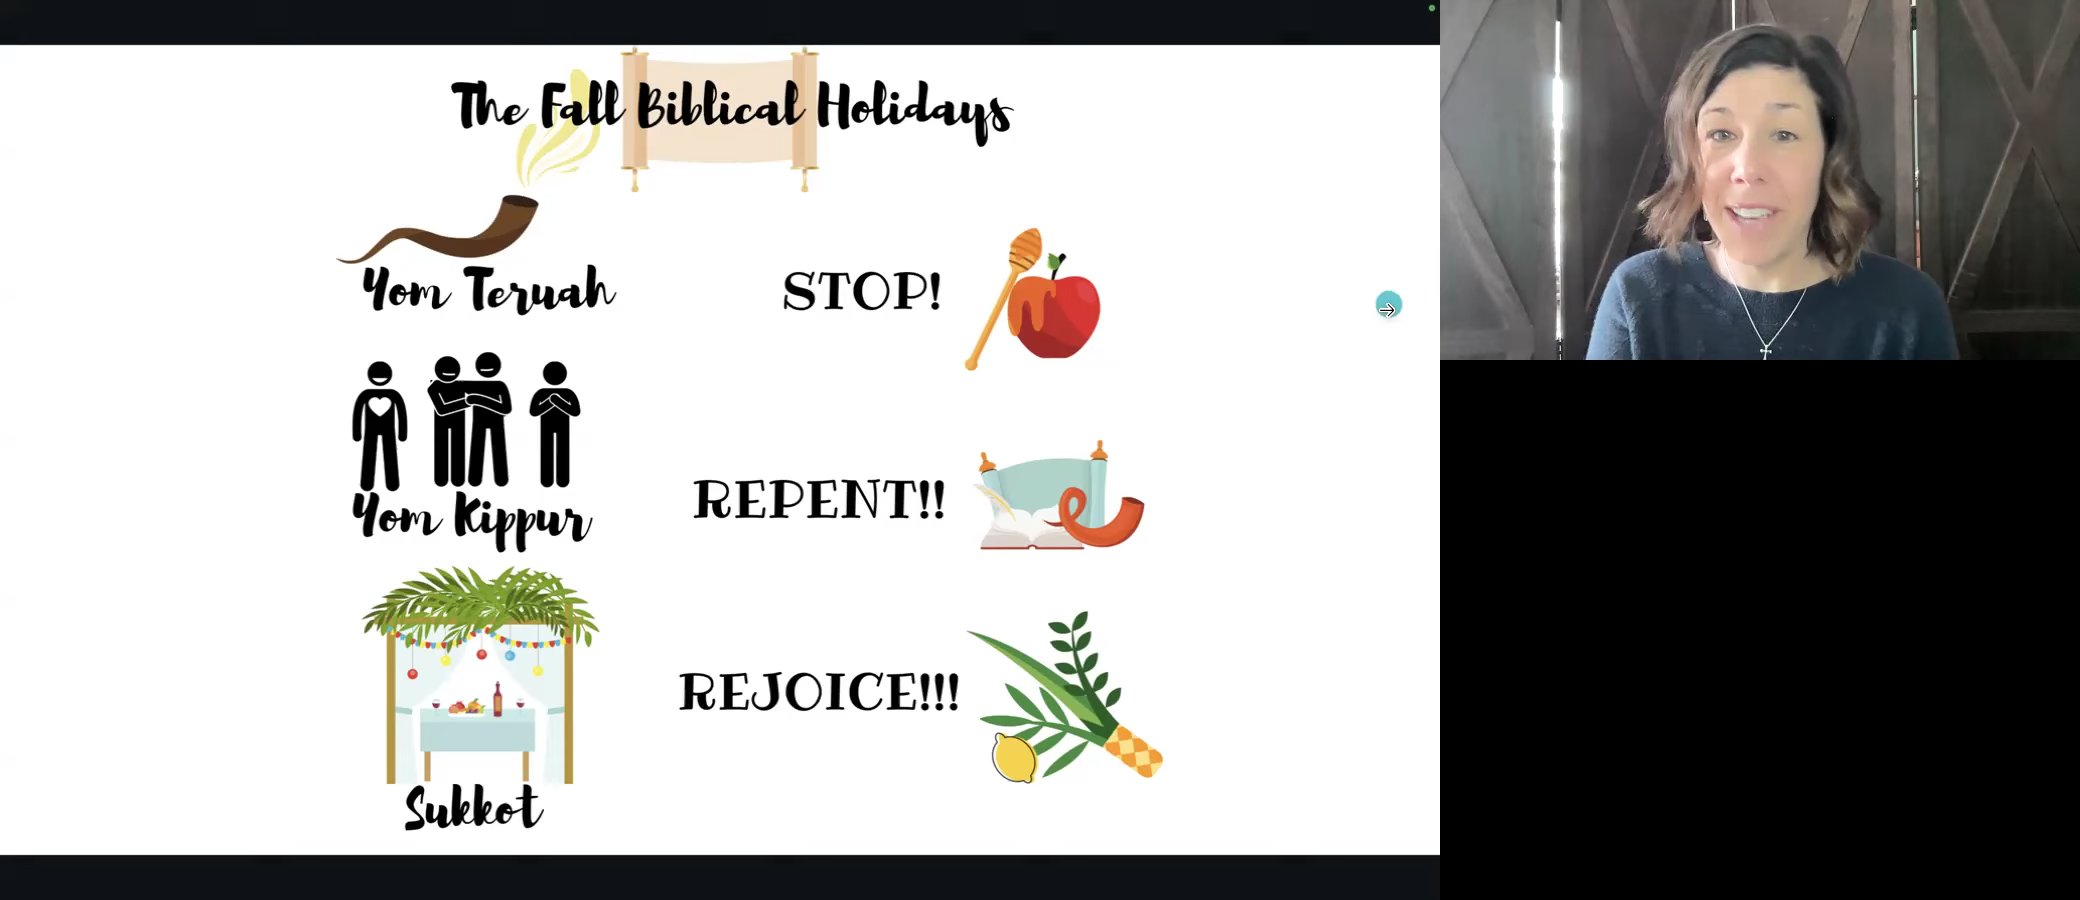 The Fall Biblical Holidays
Yom Teruah
STOP!
Yom Kippur
REPENT!!
REJOICE!!!
Sukkot